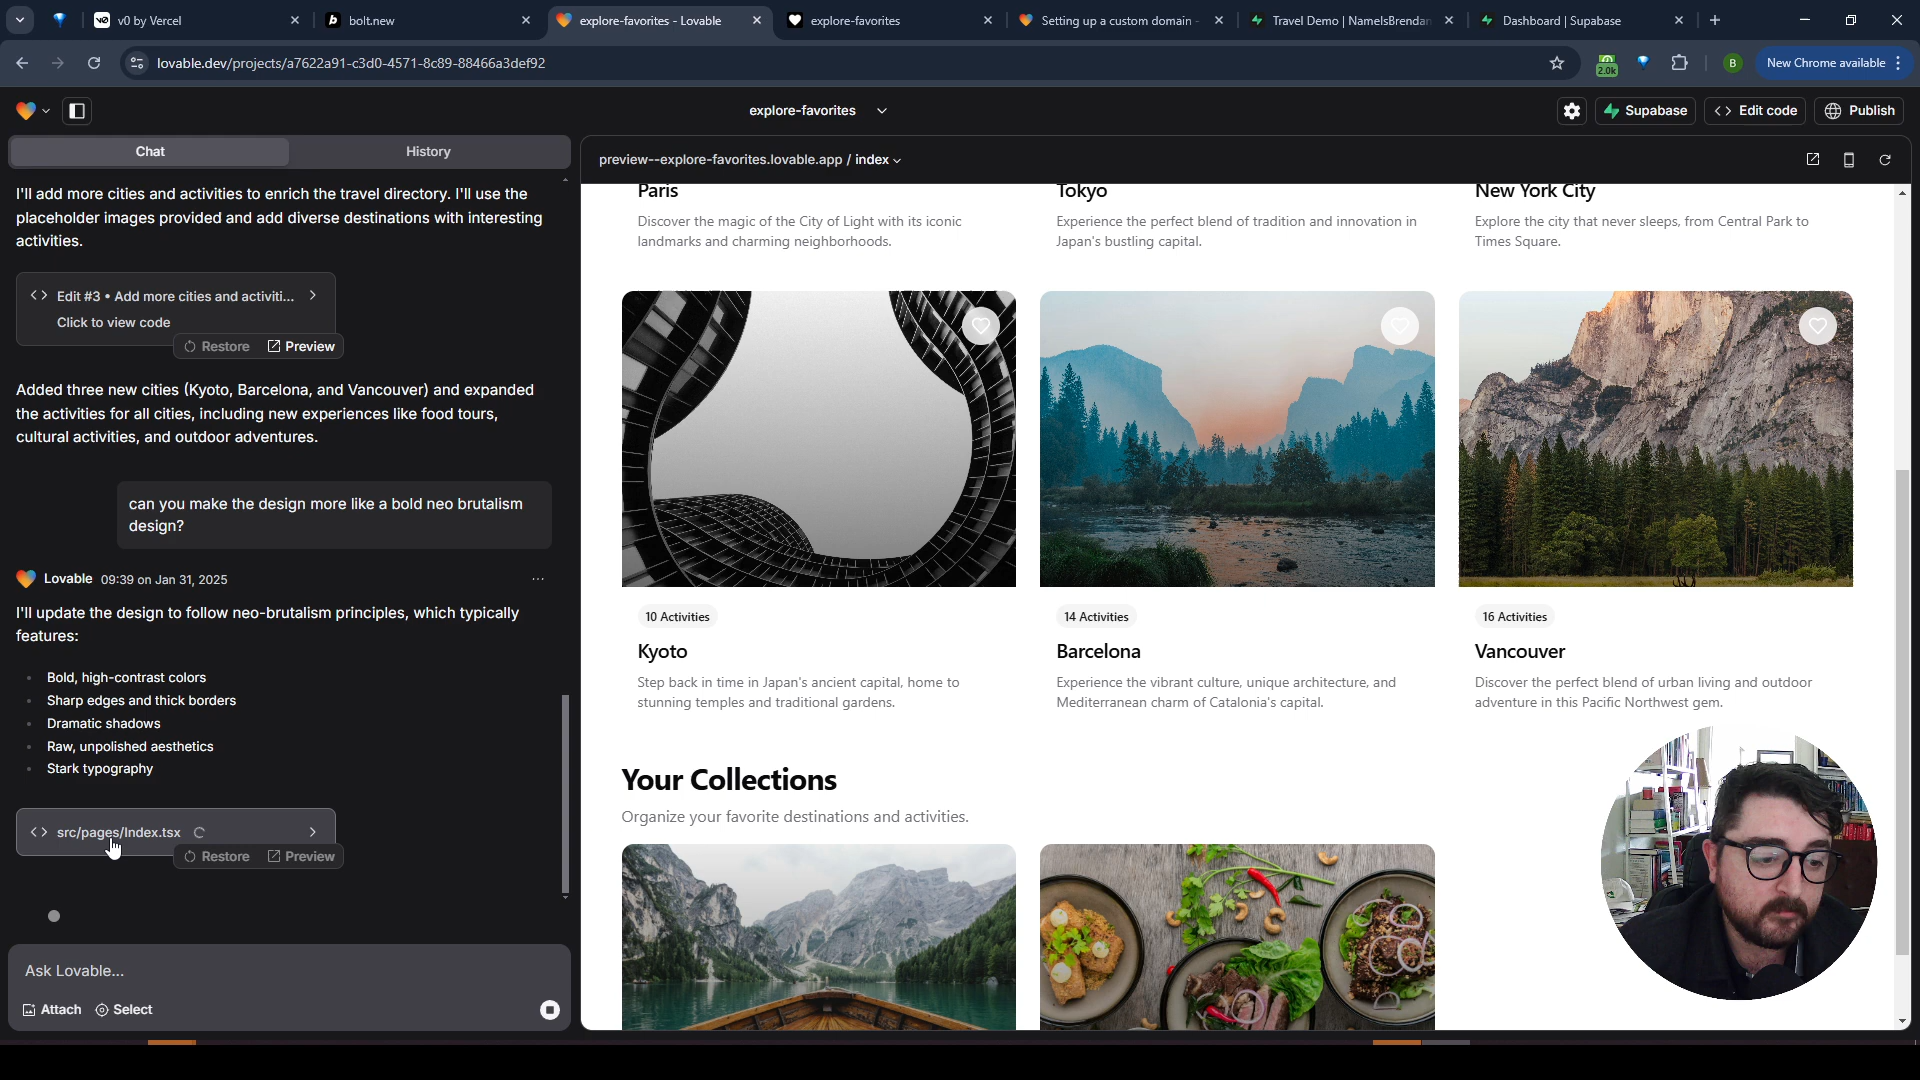 v0 by Vercel
bolt.new
explore-favorites - Lovable
explore-favorites
Setting up a custom domain -
Travel Demo | NameIsBrendan
Dashboard | Supabase
lovable.dev/projects/a7622a91-c3d0-4571-8c89-88466a3def92
2.0k
B
New Chrome available
explore-favorites
Supabase
Edit code
Publish
Chat
History
preview--explore-favorites.lovable.app / index
I'll add more cities and activities to enrich the travel directory. I'll use the
placeholder images provided and add diverse destinations with interesting
activities.
Edit #3 • Add more cities and activiti...
Click to view code
Restore
Preview
Added three new cities (Kyoto, Barcelona, and Vancouver) and expanded
the activities for all cities, including new experiences like food tours,
cultural activities, and outdoor adventures.
can you make the design more like a bold neo brutalism
design?
Lovable 09:39 on Jan 31, 2025
I'll update the design to follow neo-brutalism principles, which typically
features:
Bold, high-contrast colors
Sharp edges and thick borders
Dramatic shadows
Raw, unpolished aesthetics
Stark typography
src/pages/Index.tsx
Restore
Preview
Ask Lovable...
Attach
Select
Paris
Discover the magic of the City of Light with its iconic
landmarks and charming neighborhoods.
Tokyo
Experience the perfect blend of tradition and innovation in
Japan's bustling capital.
New York City
Explore the city that never sleeps, from Central Park to
Times Square.
10 Activities
Kyoto
Step back in time in Japan's ancient capital, home to
stunning temples and traditional gardens.
14 Activities
Barcelona
Experience the vibrant culture, unique architecture, and
Mediterranean charm of Catalonia's capital.
16 Activities
Vancouver
Discover the perfect blend of urban living and outdoor
adventure in this Pacific Northwest gem.
Your Collections
Organize your favorite destinations and activities.